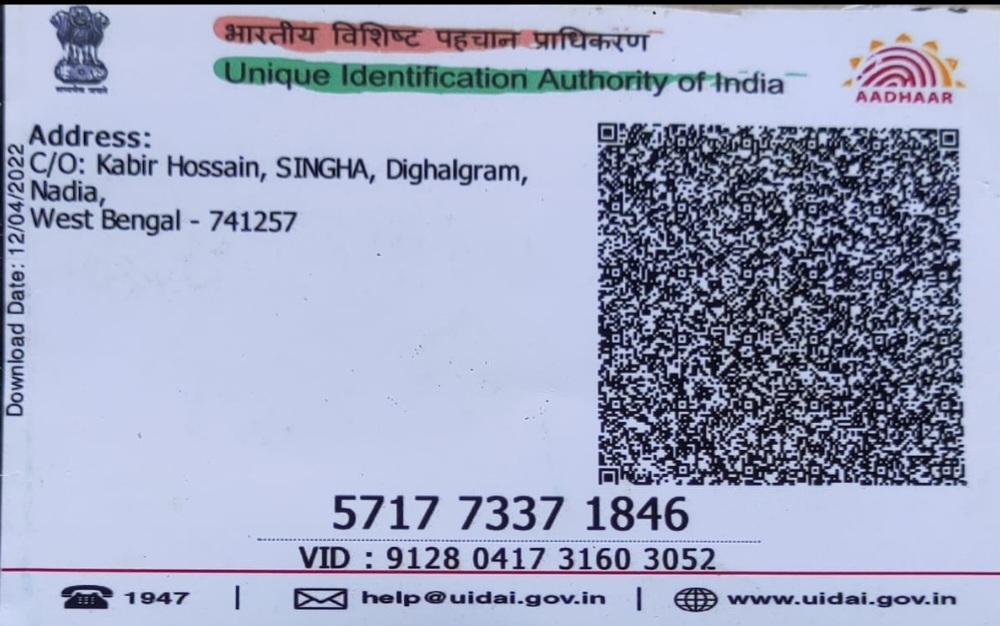 भारतीय विशिष्ट पहचान प्राधिकरण
Unique Identification Authority of India
सत्यमेव जयते
AADHAAR
Address:
C/O: Kabir Hossain, SINGHA, Dighalgram,
Nadia,
West Bengal - 741257
Download Date: 12/04/2022
5717 7337 1846
VID : 9128 0417 3160 3052
1947 | help@uidai.gov.in | www.uidai.gov.in